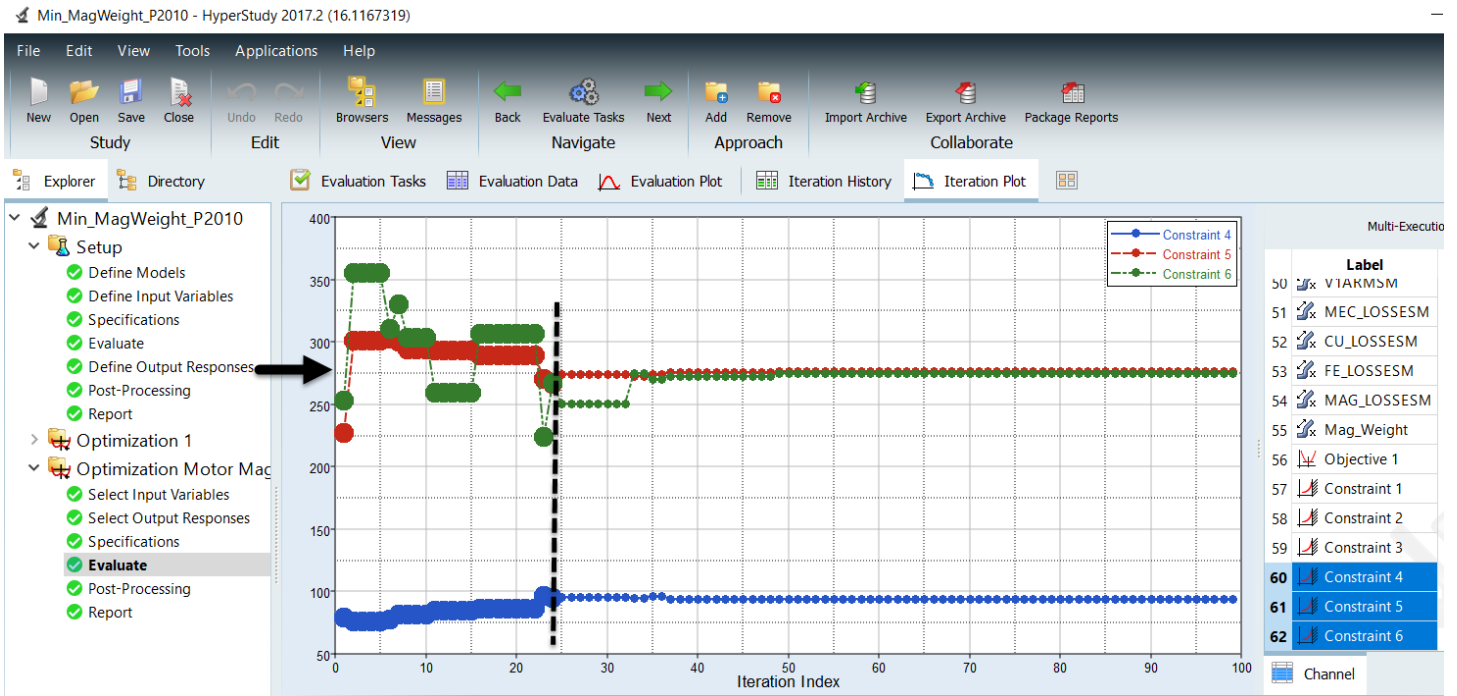 Min_MagWeight_P2010 - HyperStudy 2017.2 (16.1167319)
File Edit View Tools Applications Help
New Open Save Close Undo Redo Browsers Messages Back Evaluate Tasks Next Add Remove Import Archive Export Archive Package Reports
Study Edit View Navigate Approach Collaborate
Explorer Directory Evaluation Tasks Evaluation Data Evaluation Plot Iteration History Iteration Plot
Min_MagWeight_P2010
Setup
Define Models
Define Input Variables
Specifications
Evaluate
Define Output Responses
Post-Processing
Report
Optimization 1
Optimization Motor Mag
Select Input Variables
Select Output Responses
Specifications
Evaluate
Post-Processing
Report
400
350
300
250
200
150
100
50
0 10 20 30 40 50 60 70 80 90 100
Iteration Index
Constraint 4
Constraint 5
Constraint 6
Multi-Executio
Label
50 V1ARMSM
51 MEC_LOSSESM
52 CU_LOSSESM
53 FE_LOSSESM
54 MAG_LOSSESM
55 Mag_Weight
56 Objective 1
57 Constraint 1
58 Constraint 2
59 Constraint 3
60 Constraint 4
61 Constraint 5
62 Constraint 6
Channel